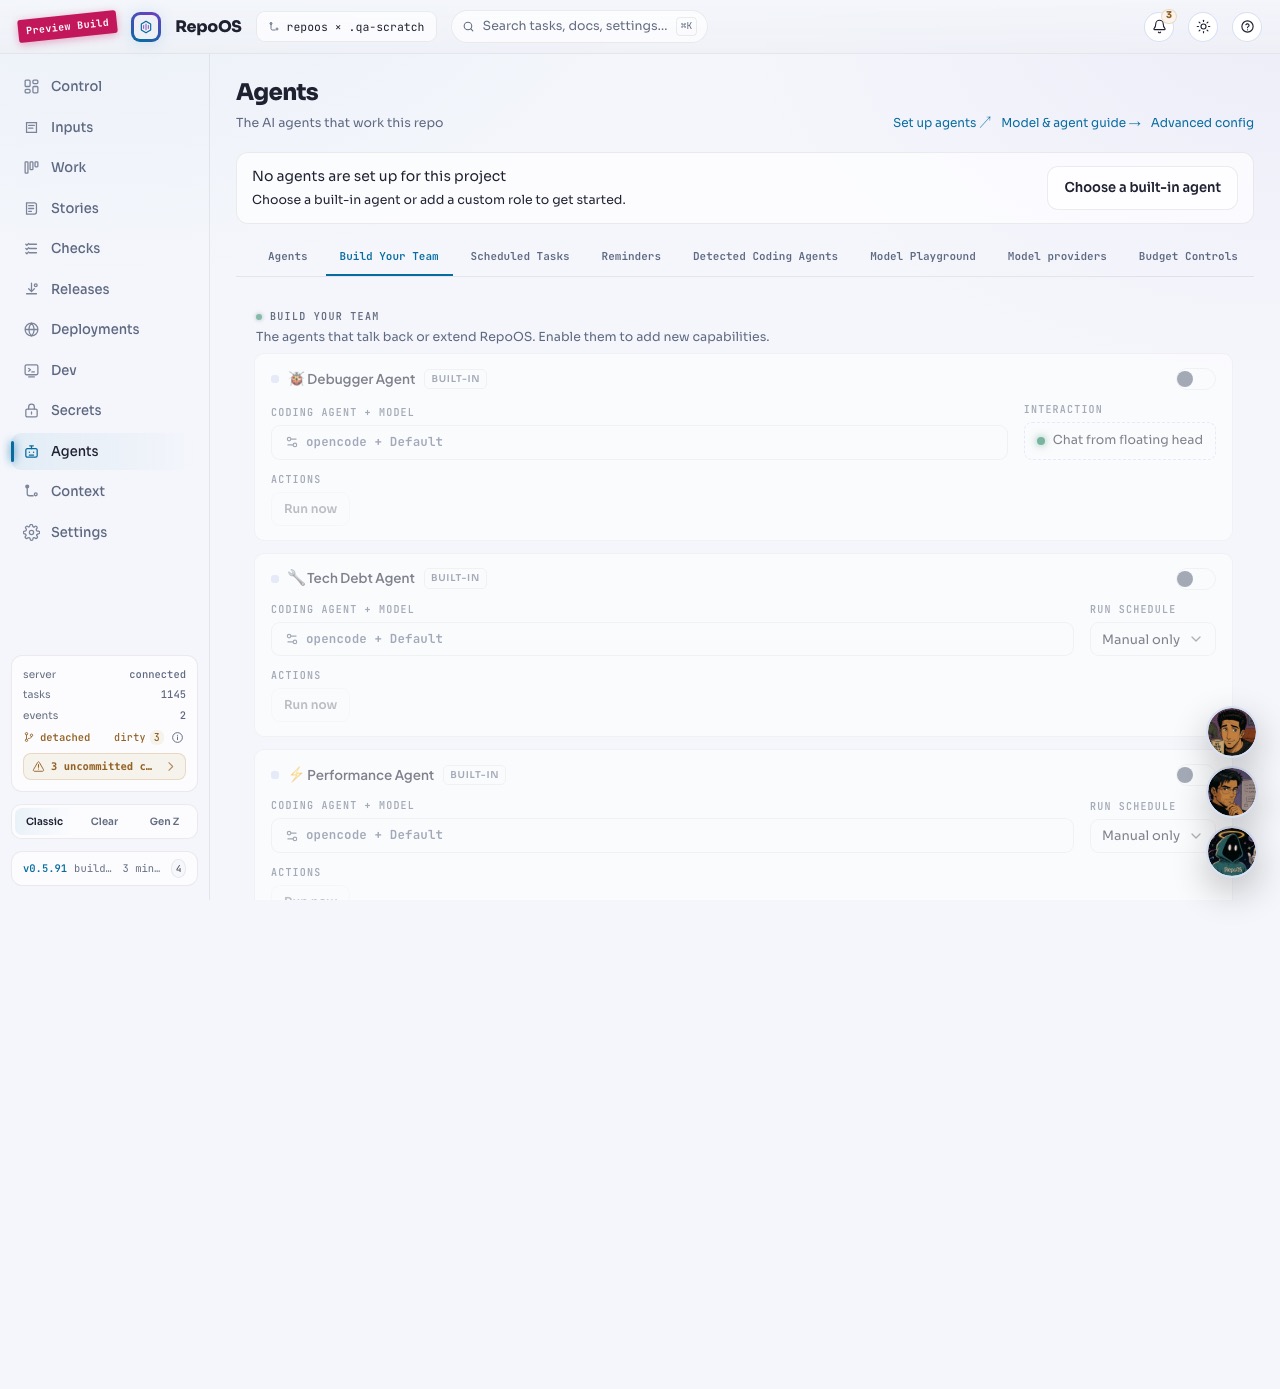 Preview Build
RepoOS
repoos × .qa-scratch
Search tasks, docs, settings... ⌘K
3
Control
Inputs
Work
Stories
Checks
Releases
Deployments
Dev
Secrets
Agents
Context
Settings
server connected
tasks 1145
events 2
detached dirty 3
3 uncommitted c…
Classic Clear Gen Z
v0.5.91 build… 3 min… 4
Agents
The AI agents that work this repo
Set up agents ↗ Model & agent guide → Advanced config
No agents are set up for this project
Choose a built-in agent or add a custom role to get started.
Choose a built-in agent
Agents Build Your Team Scheduled Tasks Reminders Detected Coding Agents Model Playground Model providers Budget Controls
BUILD YOUR TEAM
The agents that talk back or extend RepoOS. Enable them to add new capabilities.
Debugger Agent BUILT-IN
CODING AGENT + MODEL
opencode + Default
INTERACTION
Chat from floating head
ACTIONS
Run now
Tech Debt Agent BUILT-IN
CODING AGENT + MODEL
opencode + Default
RUN SCHEDULE
Manual only
ACTIONS
Run now
Performance Agent BUILT-IN
CODING AGENT + MODEL
opencode + Default
RUN SCHEDULE
Manual only
ACTIONS
RepoOS